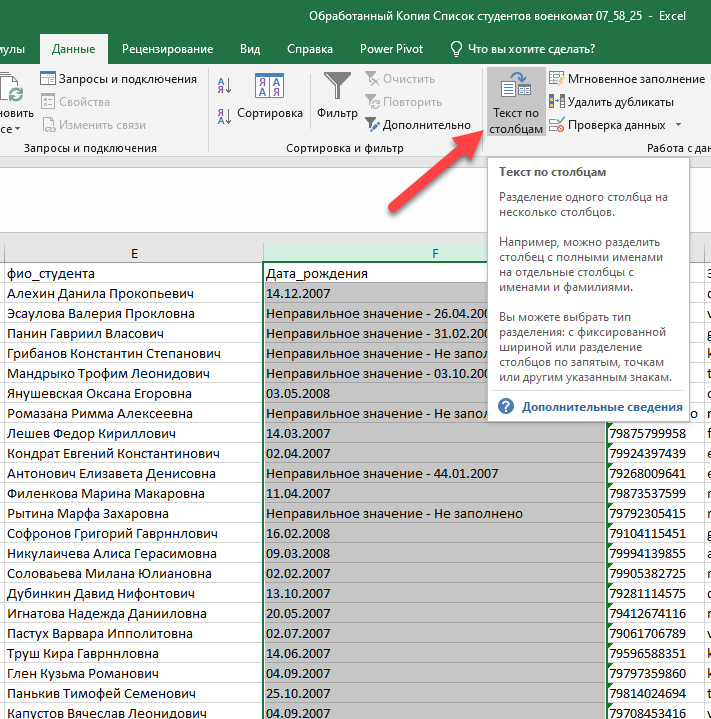 Обработанный Копия Список студентов военкомат 07_58_25 - Excel
мулы Данные Рецензирование Вид Справка Power Pivot Что вы хотите сделать?
Запросы и подключения
Свойства
Изменить связи
новить
се
Запросы и подключения
Сортировка
Фильтр
Очистить
Повторить
Дополнительно
Сортировка и фильтр
Текст по
столбцам
Мгновенное заполнение
Удалить дубликаты
Проверка данных
Работа с дан
Текст по столбцам
Разделение одного столбца на
несколько столбцов.
Например, можно разделить
столбец с полными именами
на отдельные столбцы с
именами и фамилиями.
Вы можете выбрать тип
разделения: с фиксированной
шириной или разделение
столбцов по запятым, точкам
или другим указанным знакам.
Дополнительные сведения
E F
фио_студента Дата_рождения
Алехин Данила Прокопьевич 14.12.2007
Эсаулова Валерия Прокловна Неправильное значение - 26.04.200
Панин Гавриил Власович Неправильное значение - 31.02.200
Грибанов Константин Степанович Неправильное значение - Не заполн
Мандрыко Трофим Леонидович Неправильное значение - 03.10.200
Янушевская Оксана Егоровна 03.05.2008
Ромазана Римма Алексеевна Неправильное значение - Не заполн
Лешев Федор Кириллович 14.03.2007 79875799958
Кондрат Евгений Константинович 02.04.2007 79924397439
Антонович Елизавета Денисовна Неправильное значение - 44.01.2007 79268009641
Филенкова Марина Макаровна 11.04.2007 79873537599
Рытина Марфа Захаровна Неправильное значение - Не заполнено 79792305415
Софронов Григорий Гаврннлович 16.02.2008 79104115451
Никулаичева Алиса Герасимовна 09.03.2008 79994139855
Соловаьева Милана Юлиановна 02.02.2007 79905382725
Дубинкин Давид Нифонтович 13.10.2007 79281114575
Игнатова Надежда Данииловна 20.05.2007 79412674116
Пастух Варвара Ипполитовна 02.07.2007 79061706789
Труш Кира Гаврннловна 14.06.2007 79596588351
Глен Кузьма Романович 04.09.2007 79797359860
Панькив Тимофей Семенович 25.10.2007 79814024694
Капустов Вячеслав Леонидович 04.09.2007 79708453416